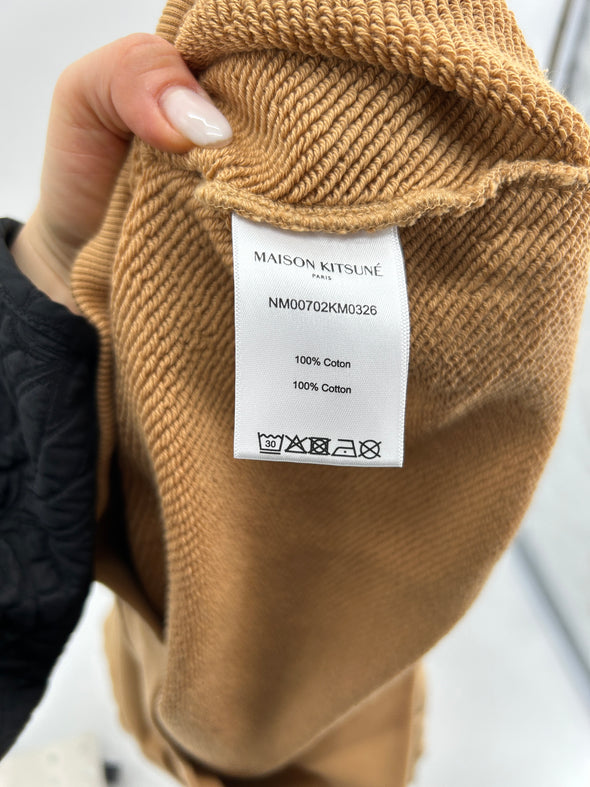 MAISON KITSUNÉ
PARIS
NM00702KM0326
100% Coton
100% Cotton
30